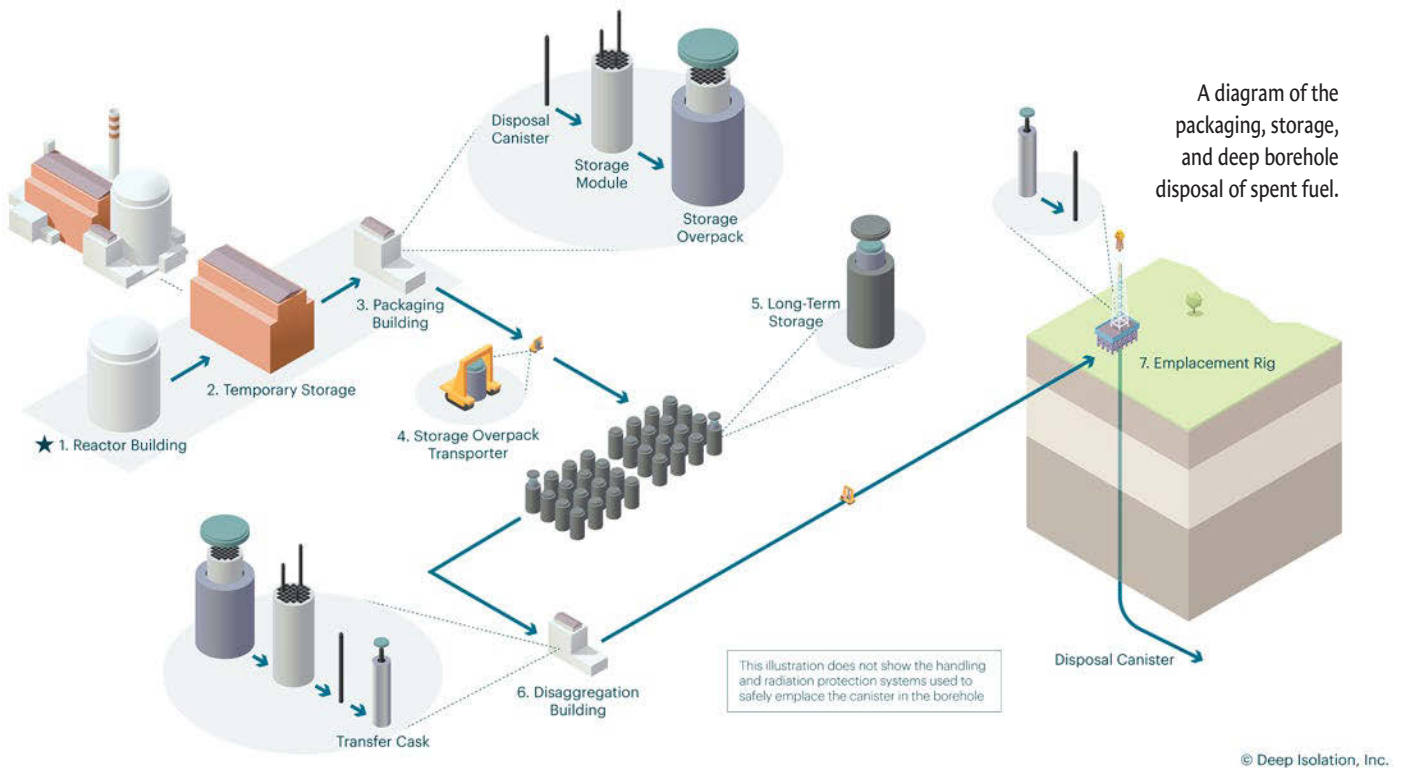 A diagram of the
packaging, storage,
and deep borehole
disposal of spent fuel.
Disposal
Canister
Storage
Module
Storage
Overpack
★ 1. Reactor Building
2. Temporary Storage
3. Packaging
Building
4. Storage Overpack
Transporter
5. Long-Term
Storage
6. Disaggregation
Building
Transfer Cask
7. Emplacement Rig
Disposal Canister
This illustration does not show the handling
and radiation protection systems used to
safely emplace the canister in the borehole
© Deep Isolation, Inc.